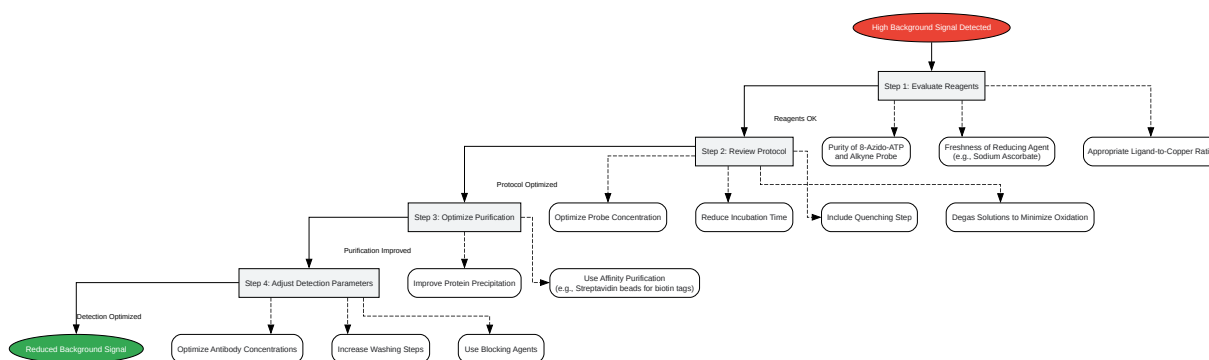 High Background Signal Detected
Step 1: Evaluate Reagents
Reagents OK
Purity of 8-Azido-ATP
and Alkyne Probe
Freshness of Reducing Agent
(e.g., Sodium Ascorbate)
Appropriate Ligand-to-Copper
Step 2: Review Protocol
Protocol Optimized
Optimize Probe Concentration
Reduce Incubation Time
Include Quenching Step
Degas Solutions to Minimize Oxidation
Step 3: Optimize Purification
Purification Improved
Improve Protein Precipitation
Use Affinity Purification
(e.g., Streptavidin beads for biotin tags)
Step 4: Adjust Detection Parameters
Detection Optimized
Reduced Background Signal
Optimize Antibody Concentrations
Increase Washing Steps
Use Blocking Agents